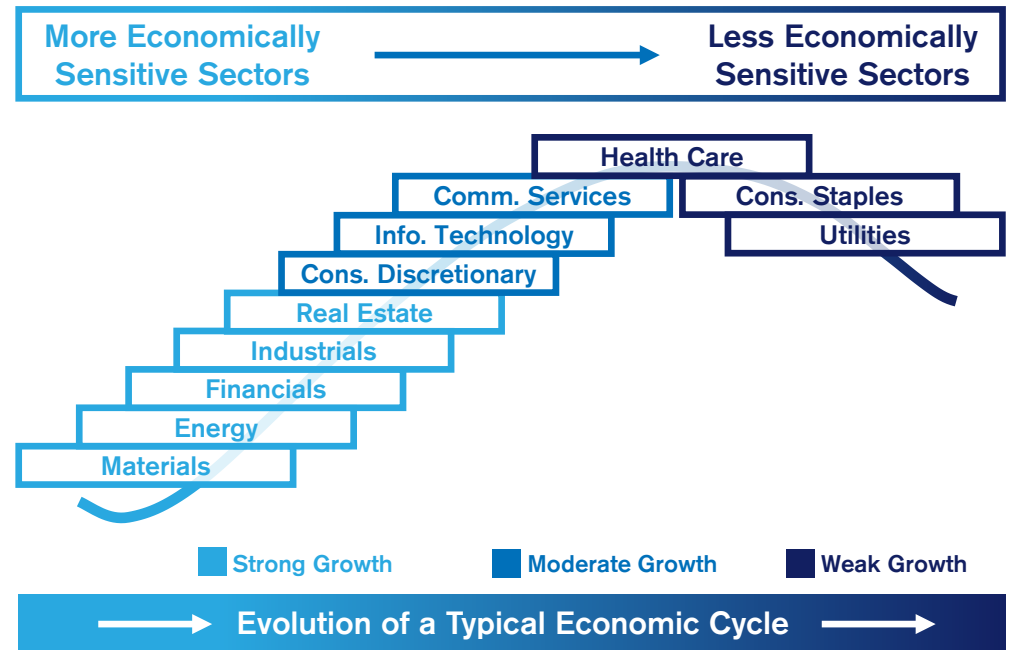 More Economically
Sensitive Sectors
Less Economically
Sensitive Sectors
Health Care
Comm. Services
Cons. Staples
Info. Technology
Utilities
Cons. Discretionary
Real Estate
Industrials
Financials
Energy
Materials
Strong Growth
Moderate Growth
Weak Growth
Evolution of a Typical Economic Cycle